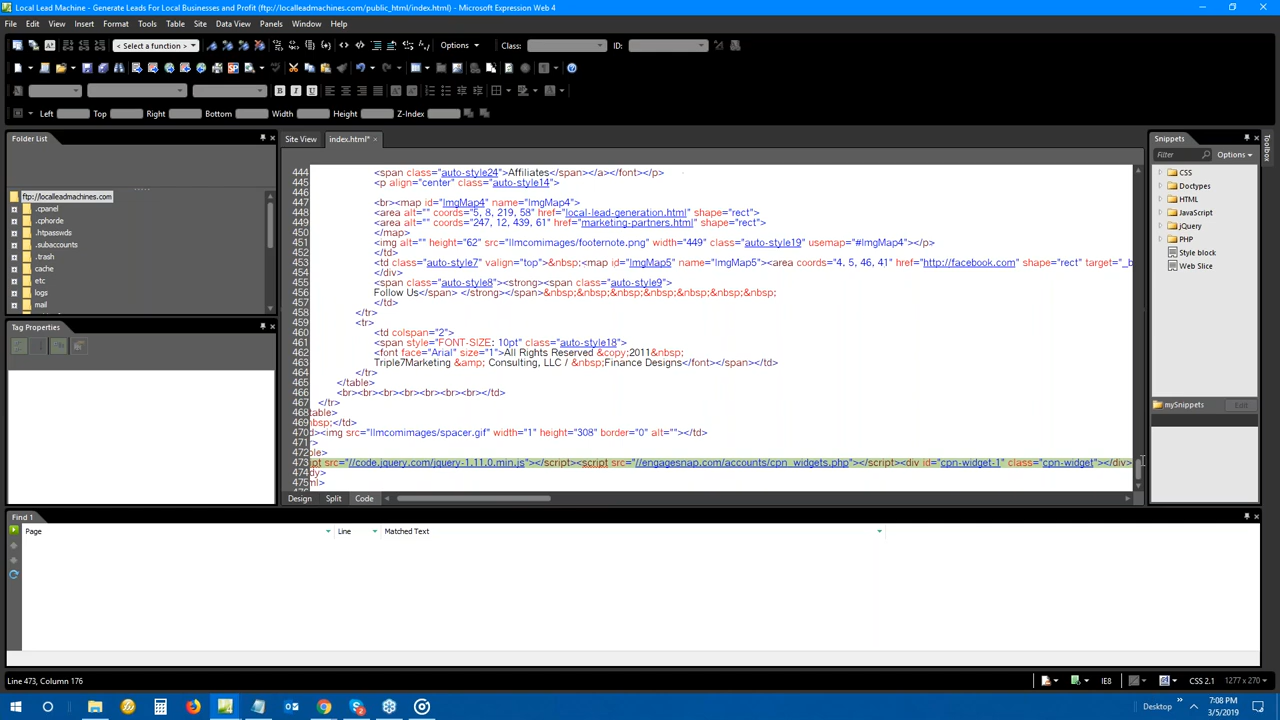 Local Lead Machine - Generate Leads For Local Businesses and Profit (ftp://localleadmachines.com/public_html/index.html) - Microsoft Expression Web 4
File Edit View Insert Format Tools Table Site Data View Panels Window Help
< Select a function > Options Class: ID:
Left Top Right Bottom Width Height Z-Index
Folder List
ftp://localleadmachines.com
.cpanel
.cphorde
.htpasswds
.subaccounts
.trash
cache
etc
logs
mail
Tag Properties
Site View index.html*
444 <span class="auto-style24">Affiliates</span></a></font></p>
445 <p align="center" class="auto-style14">
446
447 <br><map id="ImgMap4" name="ImgMap4">
448 <area alt="" coords="5, 8, 219, 58" href="local-lead-generation.html" shape="rect">
449 <area alt="" coords="247, 12, 439, 61" href="marketing-partners.html" shape="rect">
450 </map>
451 <img alt="" height="62" src="llmcomimages/footernote.png" width="449" class="auto-style19" usemap="#ImgMap4"></p>
452 </td>
453 <td class="auto-style7" valign="top">&nbsp;<map id="ImgMap5" name="ImgMap5"><area coords="4, 5, 46, 41" href="http://facebook.com" shape="rect" target="_b
454 </div>
455 <span class="auto-style8"><strong><span class="auto-style9">
456 Follow Us</span> </strong></span>&nbsp;&nbsp;&nbsp;&nbsp;&nbsp;&nbsp;
457 </td>
458 </tr>
459 <tr>
460 <td colspan="2">
461 <span style="FONT-SIZE: 10pt" class="auto-style18">
462 <font face="Arial" size="1">All Rights Reserved &copy;2011&nbsp;
463 Triple7Marketing &amp; Consulting, LLC / &nbsp;Finance Designs</font></span></td>
464 </tr>
465 </table>
466 <br><br><br><br><br><br><br></td>
467 </tr>
468 table>
469 nbsp;</td>
470 d><img src="llmcomimages/spacer.gif" width="1" height="308" border="0" alt=""></td>
471 r>
472 ble>
473 ipt src="//code.jquery.com/jquery-1.11.0.min.js"></script><script src="//engagesnap.com/accounts/cpn_widgets.php"></script><div id="cpn-widget-1" class="cpn-widget"></div>
474 dy>
475 ml>
Design Split Code
Snippets
Filter Options
CSS
Doctypes
HTML
JavaScript
jQuery
PHP
Style block
Web Slice
mySnippets Edit
Toolbox
Find 1
Page Line Matched Text
Line 473, Column 176
IE8 CSS 2.1 1277 x 270
Desktop
7:08 PM
3/5/2019